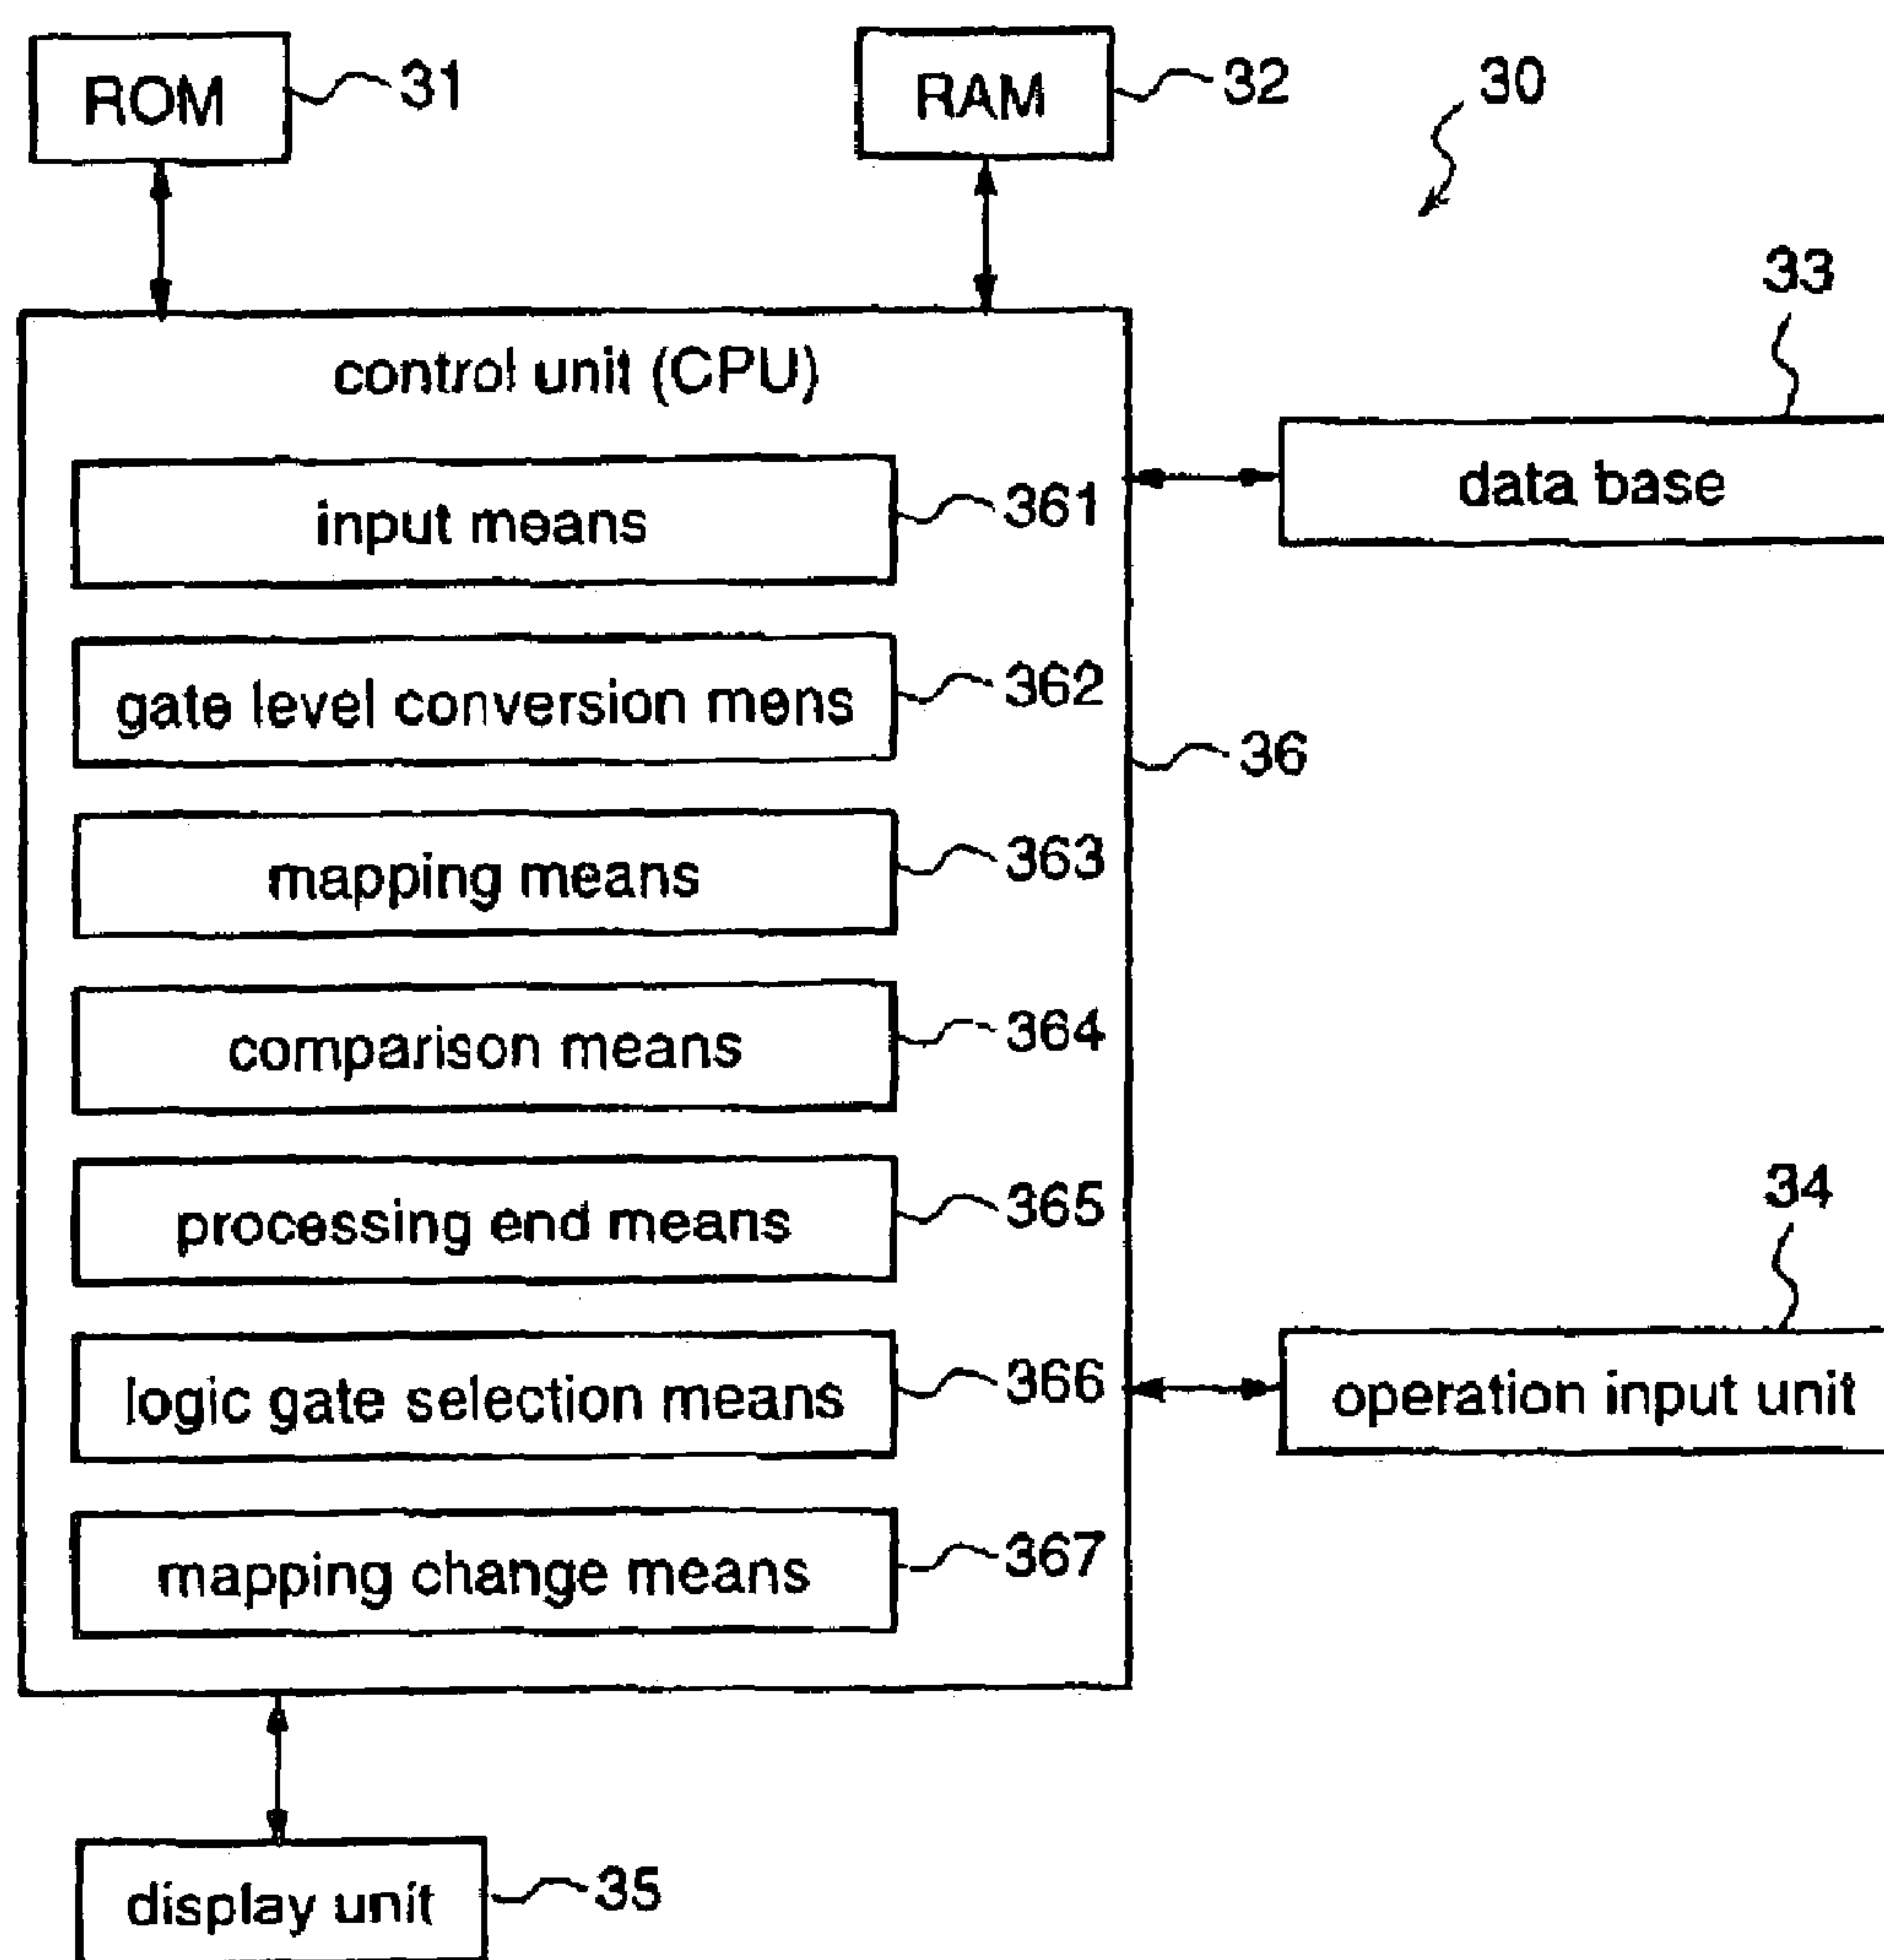 ROM 31
RAM 32
30
33
control unit (CPU)
data base
input means 361
gate level conversion mens 362
36
mapping means 363
comparison means 364
processing end means 365
34
logic gate selection means 366
operation input unit
mapping change means 367
display unit 35